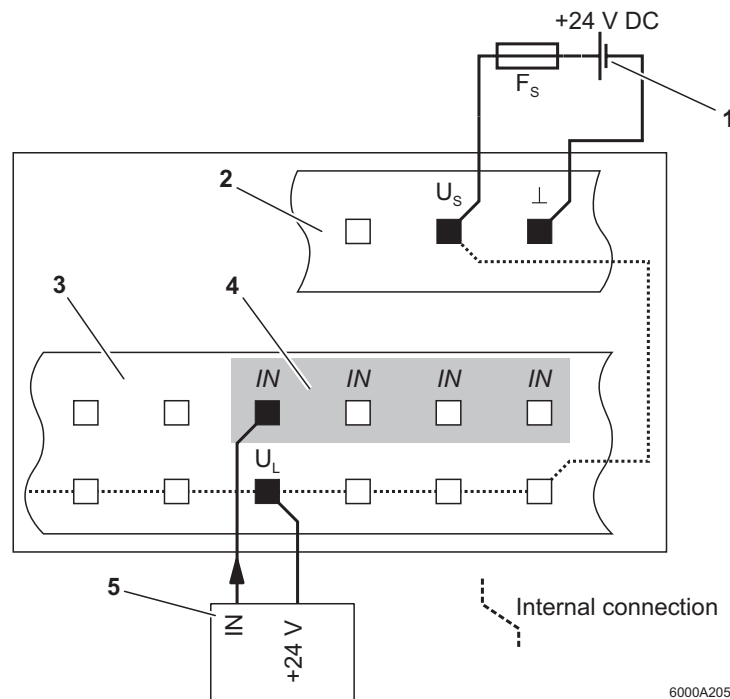 +24 V DC
F_S
1
2
U_S
⊥
3
4
IN
IN
IN
IN
U_L
5
IN
+24 V
Internal connection
6000A205